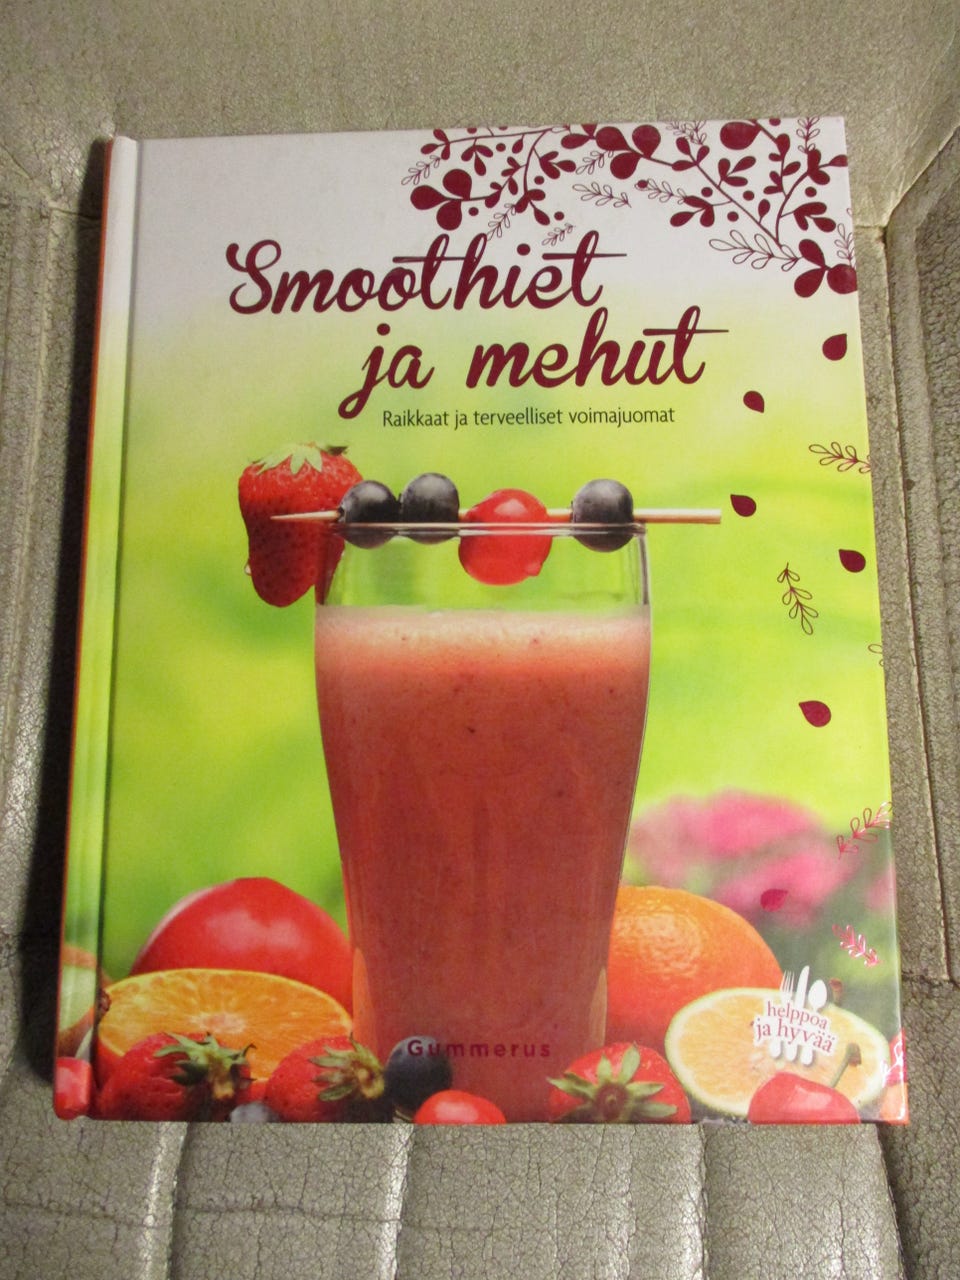 Smoothiet
ja mehut
Raikkaat ja terveelliset voimajuomat
helppoa
ja hyvää
Gummerus